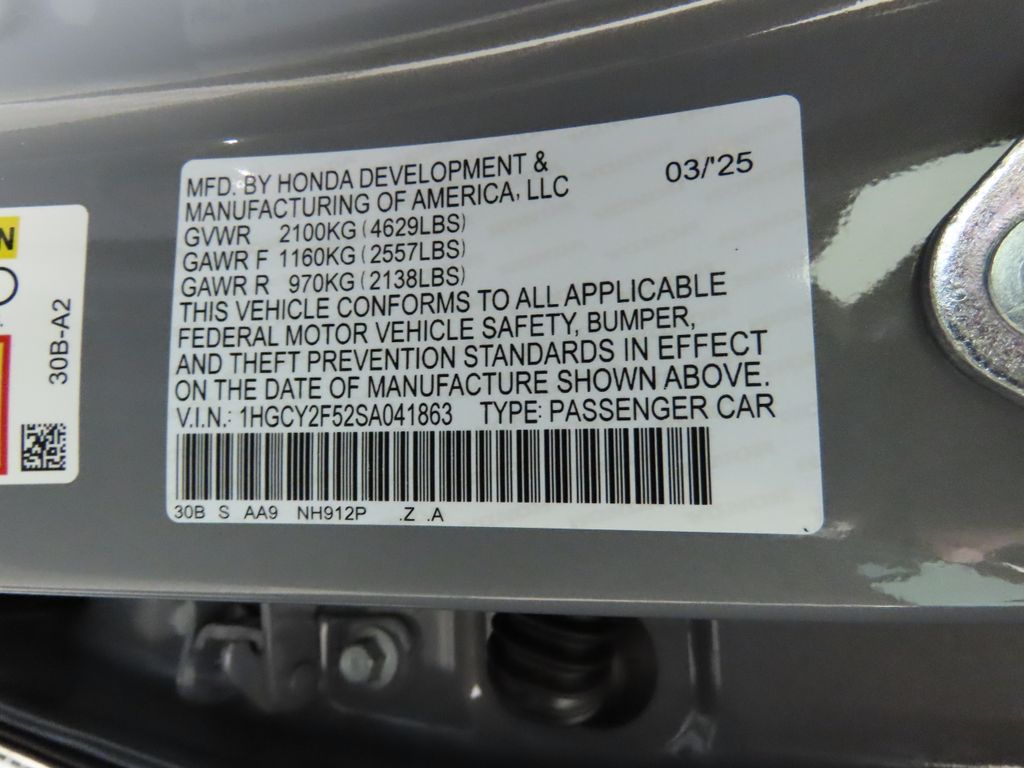 MFD. BY HONDA DEVELOPMENT &
MANUFACTURING OF AMERICA, LLC
03/'25
GVWR 2100KG (4629LBS)
GAWR F 1160KG (2557LBS)
GAWR R 970KG (2138LBS)
THIS VEHICLE CONFORMS TO ALL APPLICABLE
FEDERAL MOTOR VEHICLE SAFETY, BUMPER,
AND THEFT PREVENTION STANDARDS IN EFFECT
ON THE DATE OF MANUFACTURE SHOWN ABOVE.
V.I.N.: 1HGCY2F52SA041863 TYPE: PASSENGER CAR
30B S AA9 NH912P .Z .A
N
30B-A2